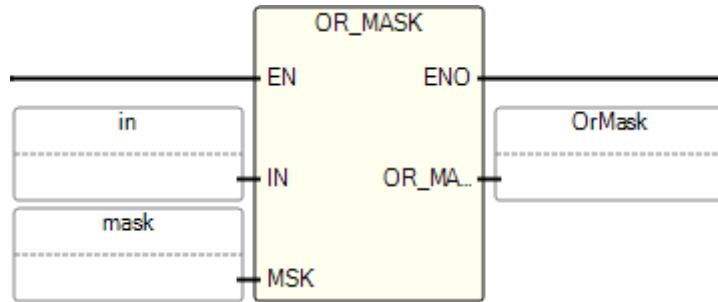 OR_MASK
EN ENO
in OrMask
IN OR_MA...
mask
MSK